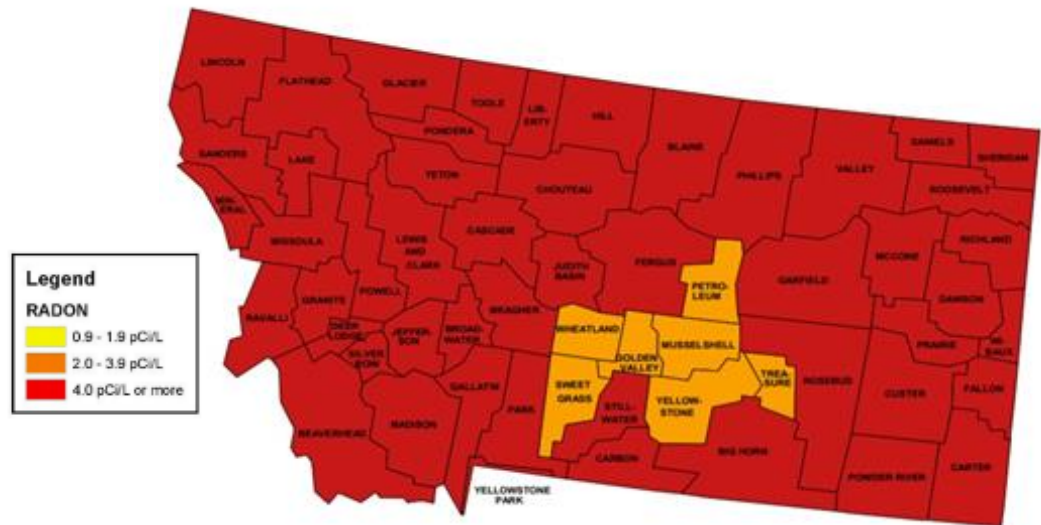 LINCOLN
FLATHEAD
GLACIER
TOOLE
LIB-
ERTY
HILL
BLAINE
PHILLIPS
VALLEY
DANIELS
SHERIDAN
ROOSEVELT
SANDERS
LAKE
PONDERA
TETON
CHOUTEAU
MIN-
ERAL
MISSOULA
LEWIS
AND
CLARK
CASCADE
JUDITH
BASIN
FERGUS
PETRO-
LEUM
GARFIELD
MCCONE
RICHLAND
DAWSON
PRAIRIE
WI-
BAUX
Legend
RADON
0.9 - 1.9 pCi/L
2.0 - 3.9 pCi/L
4.0 pCi/L or more
RAVALLI
GRANITE
POWELL
DEER
LODGE
SILVER
BOW
JEFFER-
SON
BROAD-
WATER
MEAGHER
WHEATLAND
GOLDEN
VALLEY
MUSSELSHELL
TREA-
SURE
ROSEBUD
CUSTER
FALLON
BEAVERHEAD
MADISON
GALLATIN
PARK
SWEET
GRASS
STILL-
WATER
YELLOW-
STONE
CARBON
BIG HORN
POWDER RIVER
CARTER
YELLOWSTONE
PARK